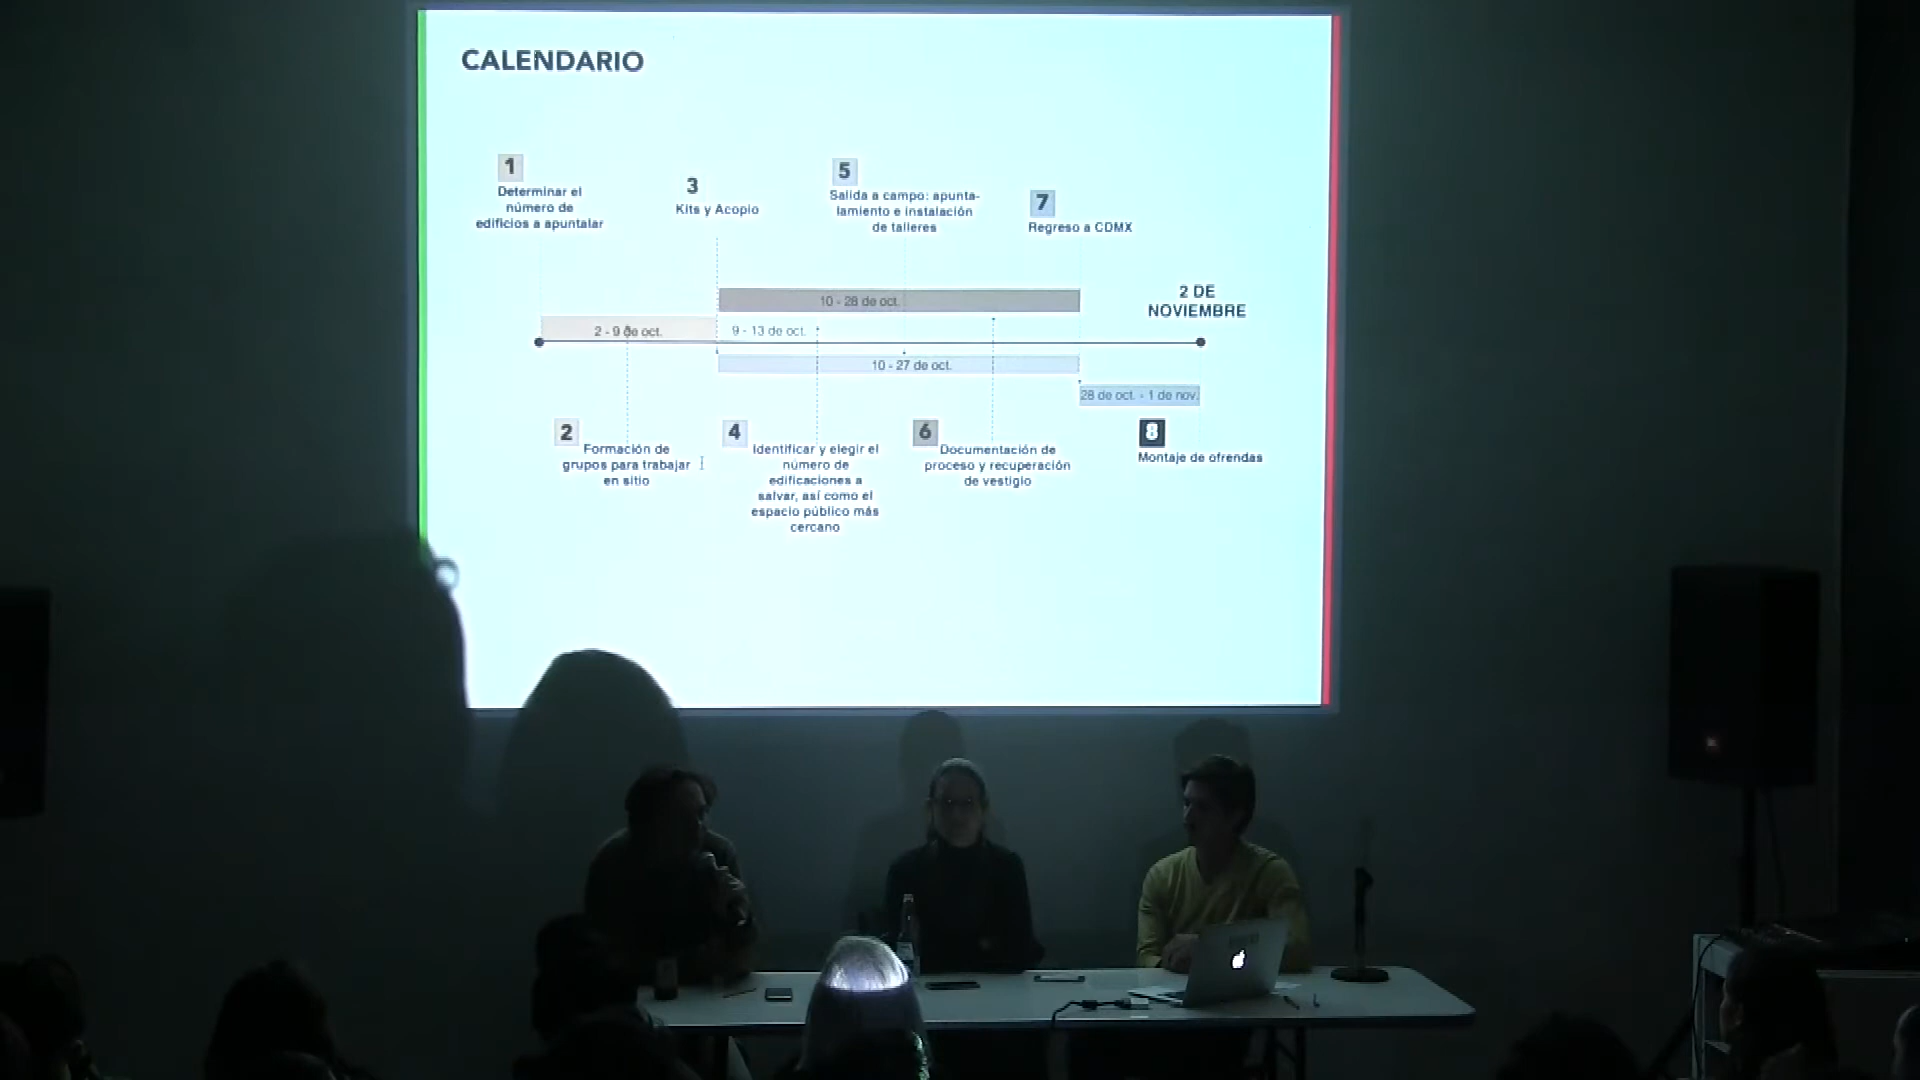 CALENDARIO
1
Determinar el
número de
edificios a apuntalar
3
Kits y Acopio
5
Salida a campo: apunta-
lamiento e instalación
de talleres
7
Regreso a CDMX
2 DE
NOVIEMBRE
10 - 28 de oct.
2 - 9 de oct.
9 - 13 de oct.
10 - 27 de oct.
28 de oct. - 1 de nov.
2
Formación de
grupos para trabajar
en sitio
4
Identificar y elegir el
número de
edificaciones a
salvar, así como el
espacio público más
cercano
6
Documentación de
proceso y recuperación
de vestigio
8
Montaje de ofrendas